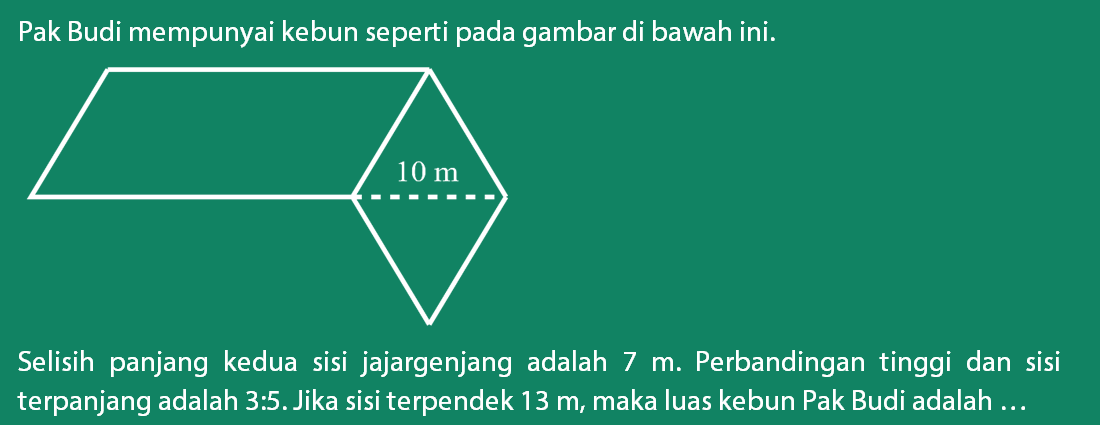 Pak Budi mempunyai kebun seperti pada gambar di bawah ini.
10 m
Selisih panjang kedua sisi jajargenjang adalah 7 m. Perbandingan tinggi dan sisi
terpanjang adalah 3:5. Jika sisi terpendek 13 m, maka luas kebun Pak Budi adalah ...